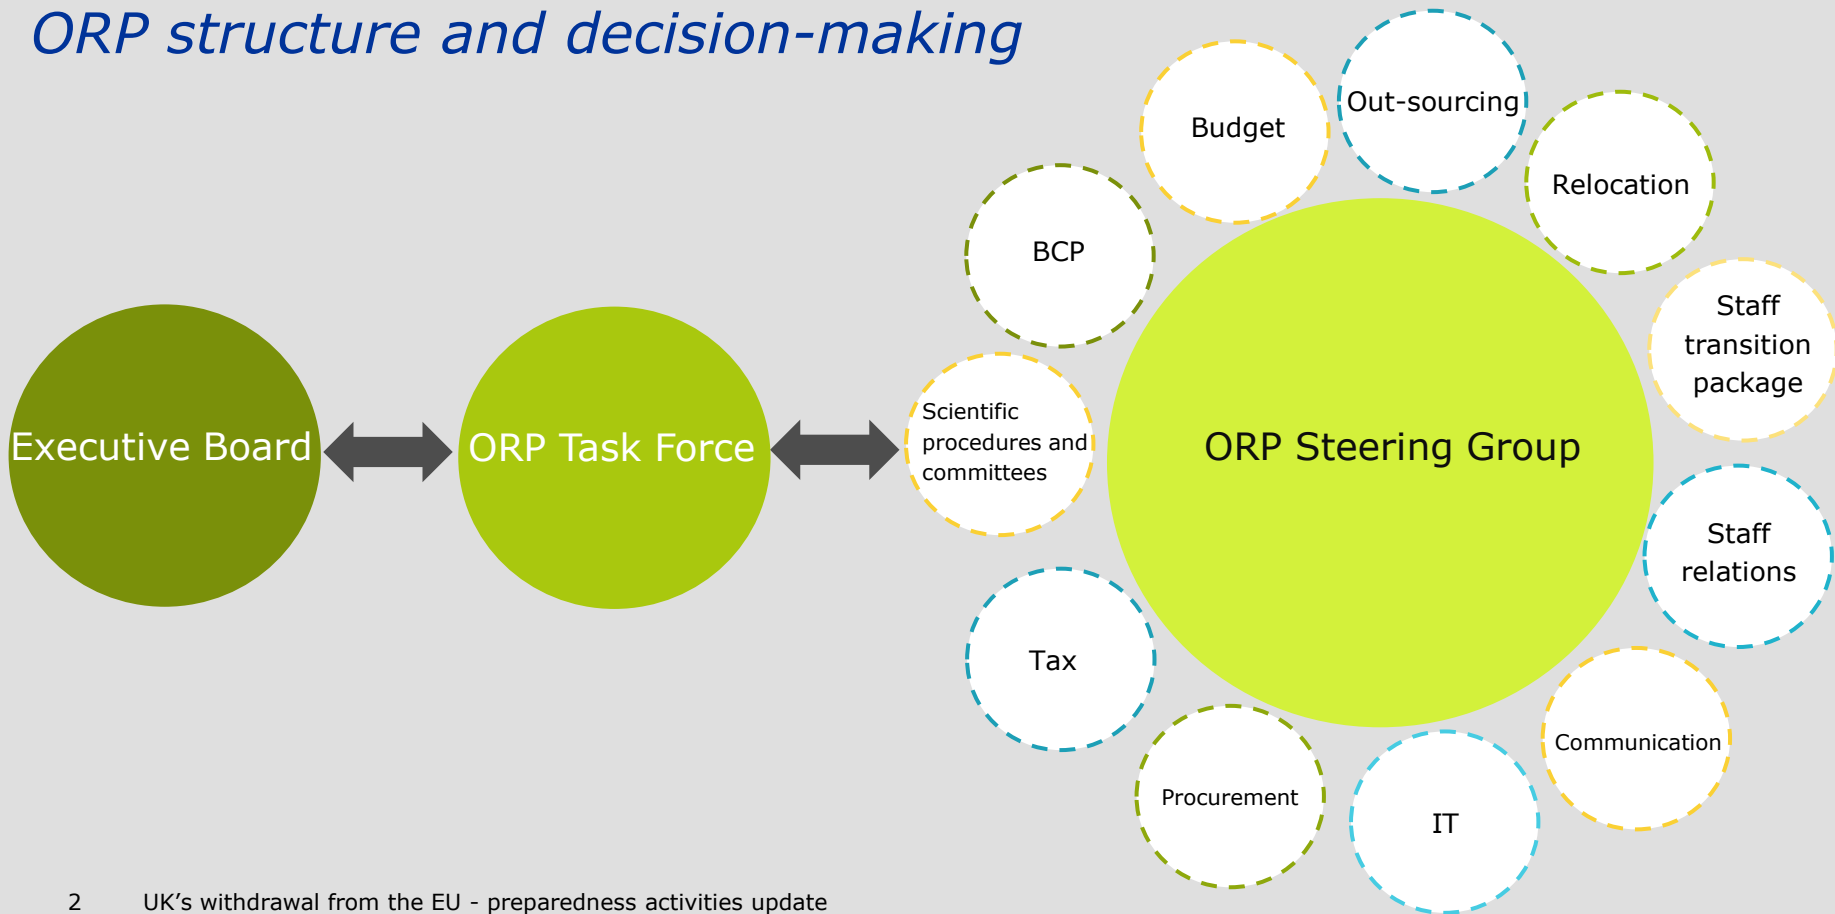 ORP structure and decision-making
Out-sourcing
Budget
Relocation
BCP
Staff
transition
package
Executive Board
ORP Task Force
Scientific
procedures and
committees
ORP Steering Group
Staff
relations
Tax
Communication
Procurement
IT
2 UK's withdrawal from the EU - preparedness activities update